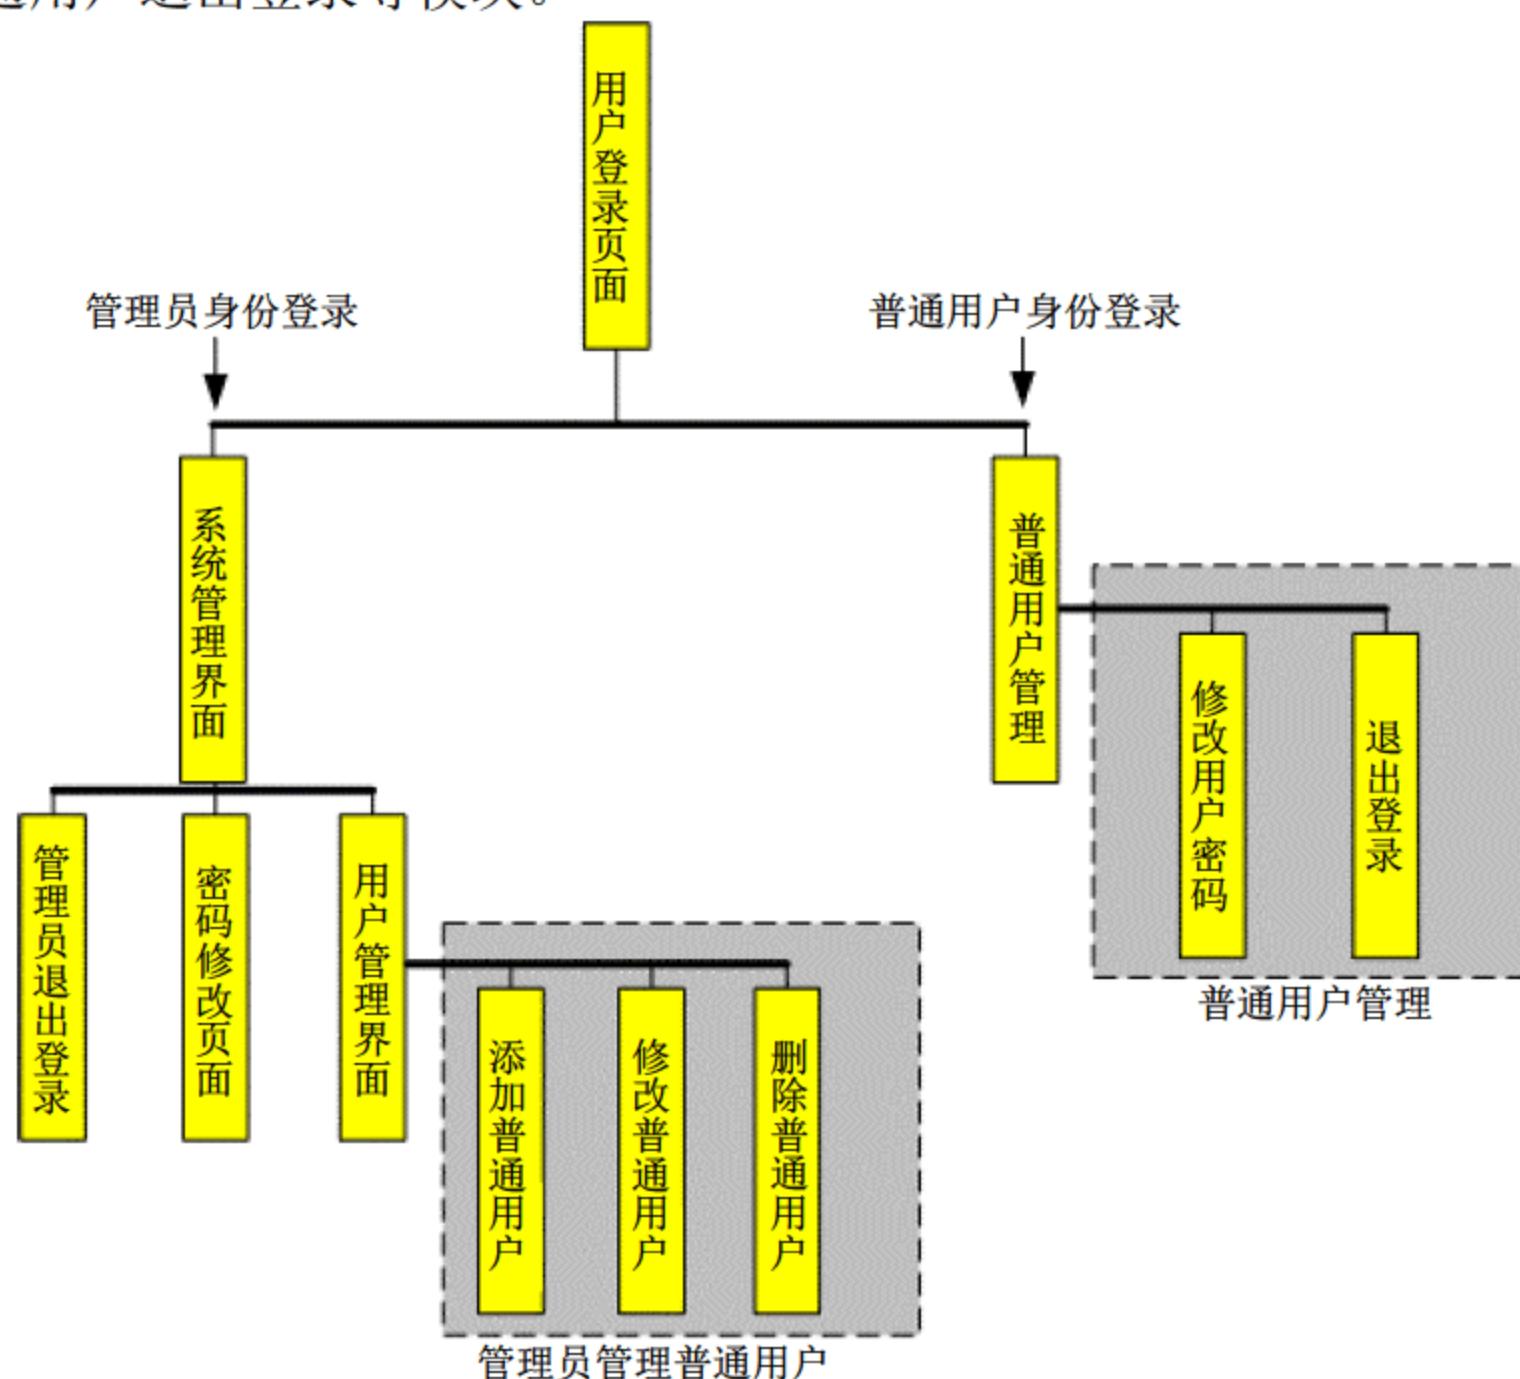 用户登录页面
管理员身份登录
普通用户身份登录
系统管理界面
普通用户管理
修改用户密码
退出登录
普通用户管理
管理员退出登录
密码修改页面
用户管理界面
添加普通用户
修改普通用户
删除普通用户
管理员管理普通用户